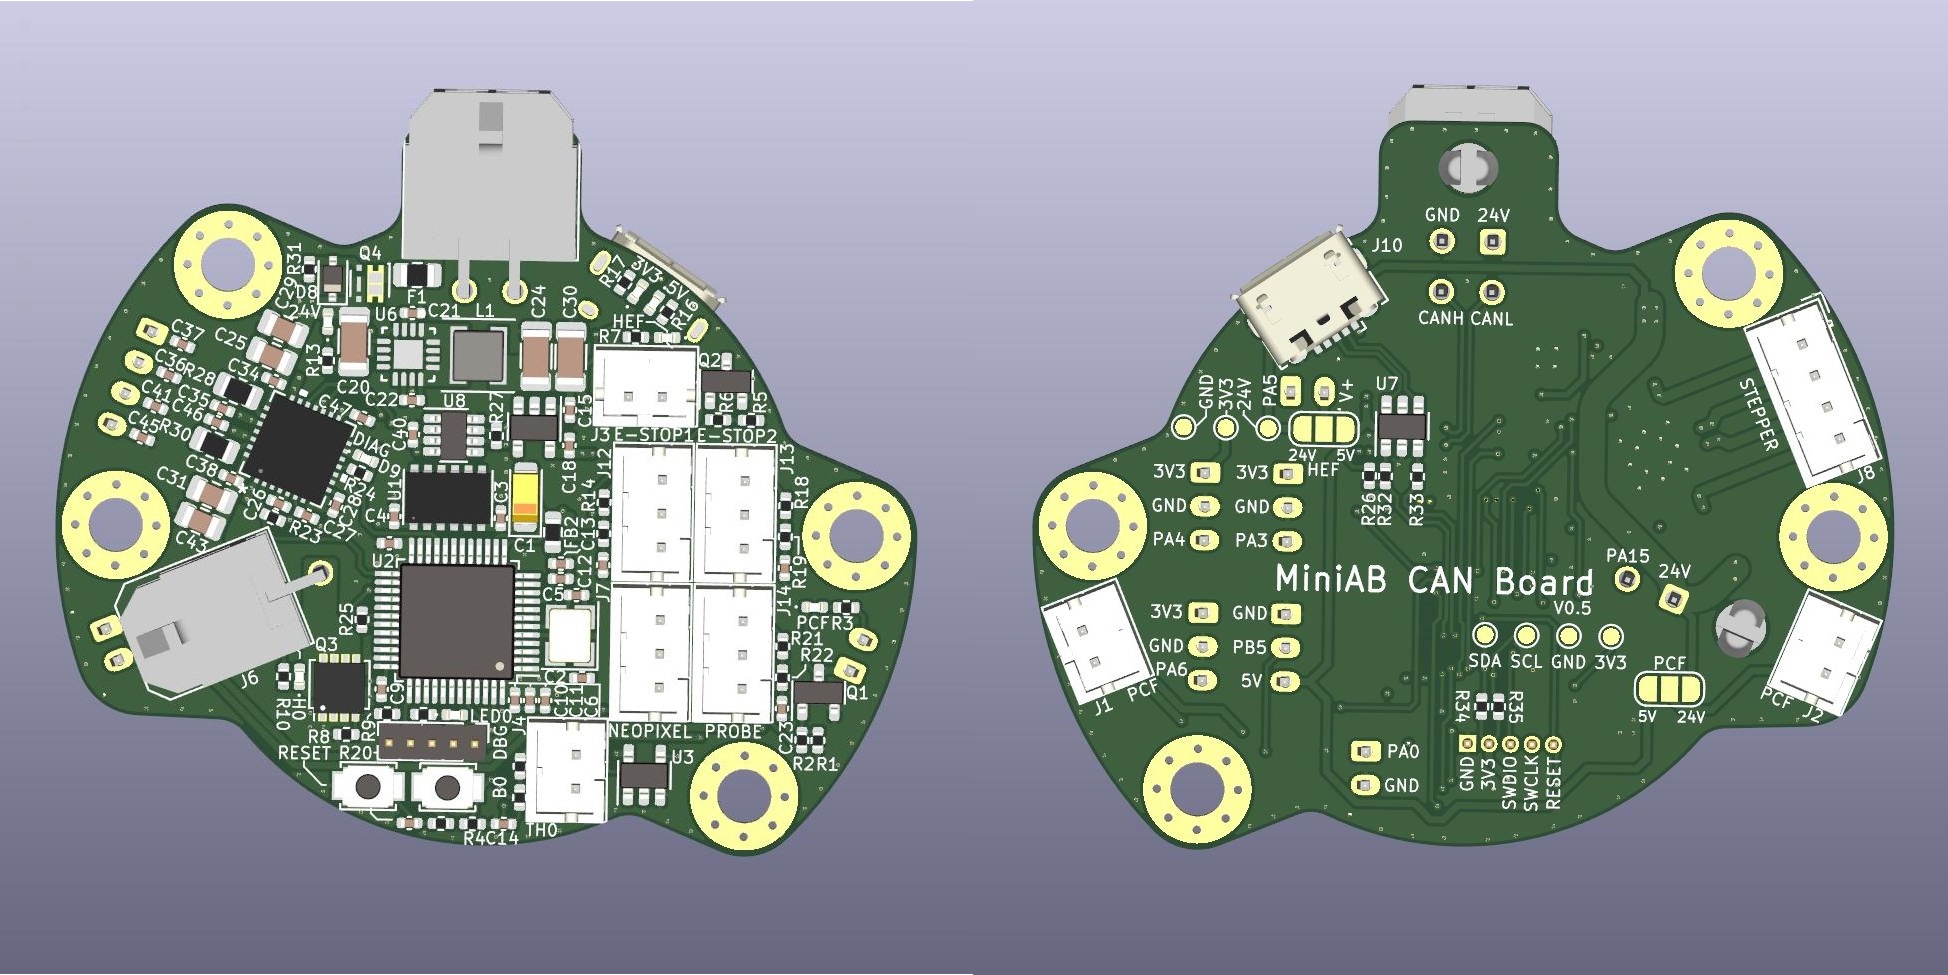 R31
Q4
C29
D8
24V
F1
C21
L1
C24
C30
R17
3V3
5V
R16
HEF
R7
C37
C25
U6
R13
C36
R28
C34
C20
C22
C41
C35
C46
C47
U8
R27
C15
Q2
R6
R5
C45
R30
C40
DIAG
D9
J3
E-STOP1
E-STOP2
C38
C31
C18
J12
J13
C26
C28
C4
U19
C3
R14
R18
C43
R23
C27
C1
FB2
C13
U2
C12
R19
J7
C5
J14
R25
PCF
R3
R21
R22
Q3
J6
C2
Q1
C9
H0
R10
C10
C11
C6
LED0
J4
R8
R9
DBG
NEOPIXEL
PROBE
C23
RESET
R20
U3
R2
R1
B0
TH0
R4
C14
GND
24V
J10
CANH
CANL
GND
3V3
24V
PA5
V+
U7
STEPPER
24V
5V
HEF
3V3
3V3
J8
GND
GND
R26
R32
R33
PA4
PA3
PA15
MiniAB CAN Board
24V
V0.5
3V3
GND
GND
PB5
SDA
SCL
GND
3V3
PCF
PA6
5V
J1
PCF
PCF
J2
R34
R35
5V
24V
PA0
GND
GND
3V3
SWDIO
SWCLK
RESET